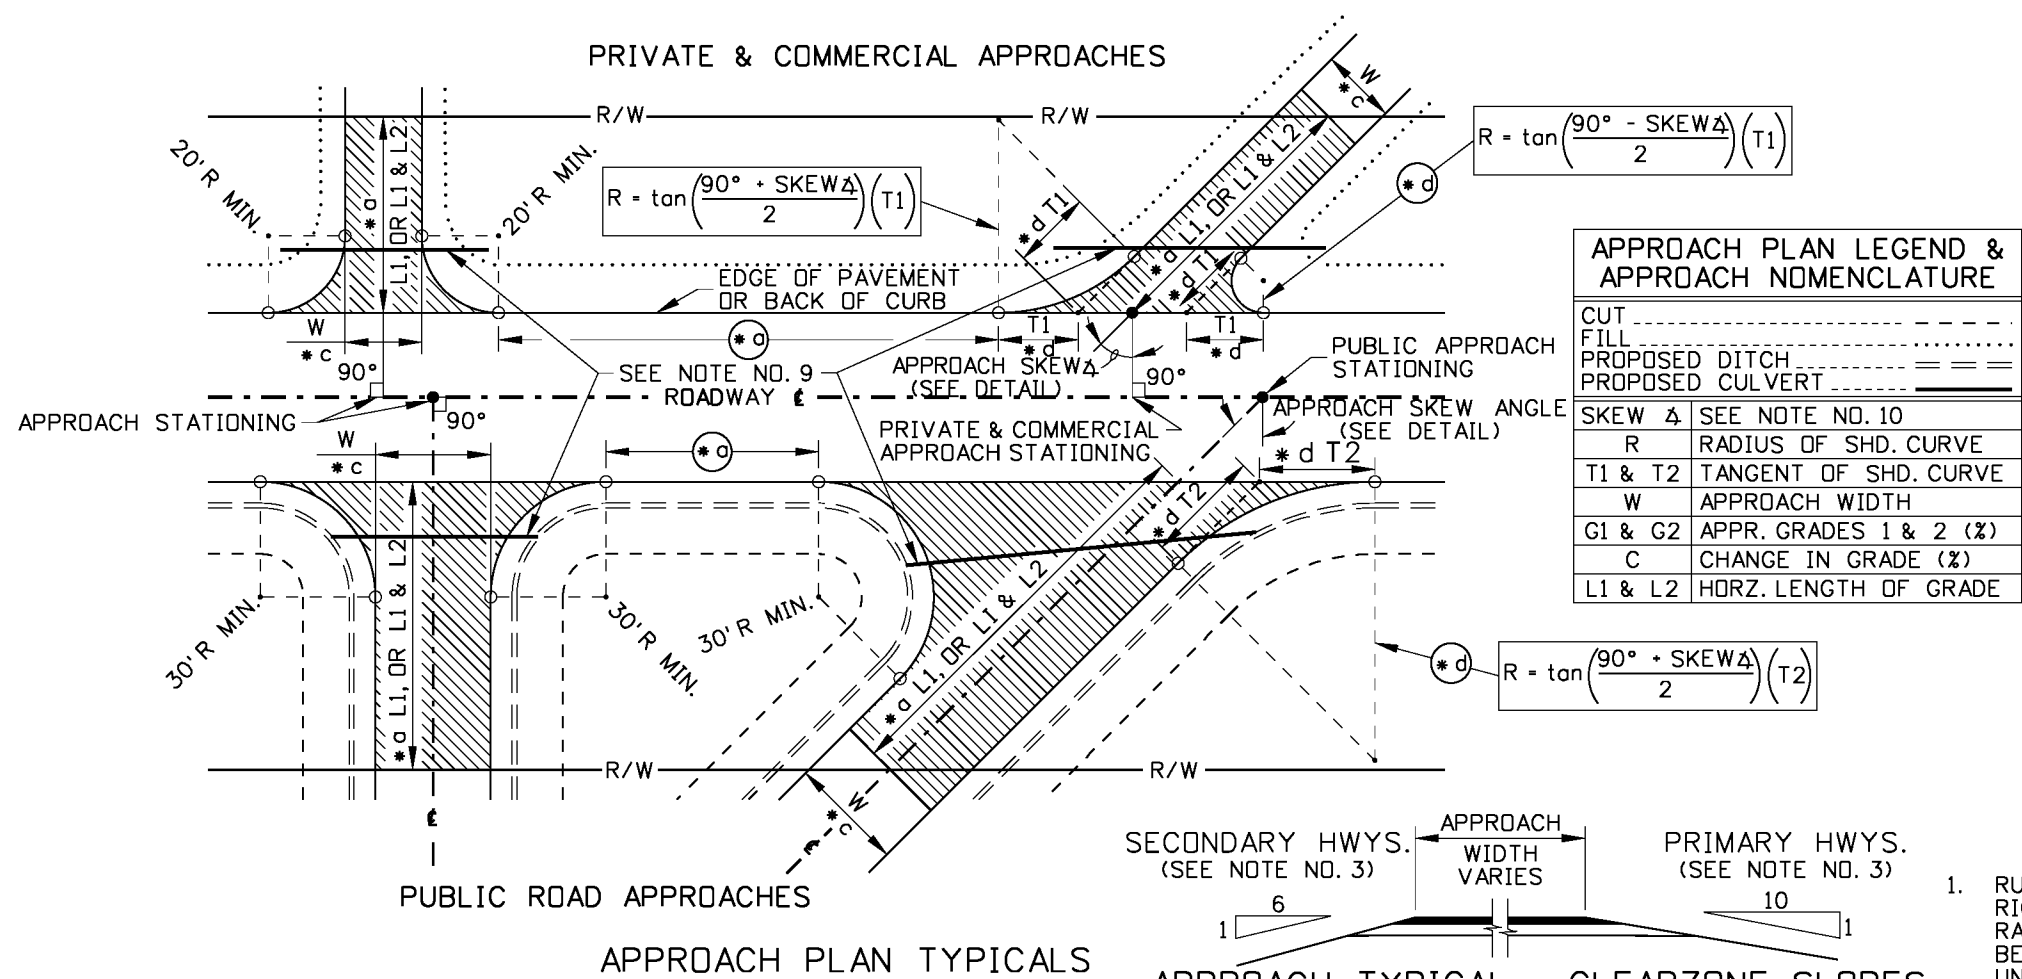 PRIVATE & COMMERCIAL APPROACHES
R/W
R/W
W
* c
20' R MIN.
20' R MIN.
* a
L1, OR L1 & L2
R = tan(90° + SKEW∡ / 2)(T1)
R = tan(90° - SKEW∡ / 2)(T1)
* d
* d T1
* a L1, OR L1 & L2
* d T1
EDGE OF PAVEMENT
OR BACK OF CURB
W
* c
* a
T1
* d
T1
* d
90°
SEE NOTE NO. 9
ROADWAY ℄
APPROACH SKEW∡
(SEE DETAIL)
90°
PUBLIC APPROACH
STATIONING
APPROACH STATIONING
90°
PRIVATE & COMMERCIAL
APPROACH STATIONING
APPROACH SKEW ANGLE
(SEE DETAIL)
W
* c
* a
* d T2
* d T2
30' R MIN.
* a L1, OR L1 & L2
30' R MIN.
30' R MIN.
* a L1, OR L1 & L2
* d
R = tan(90° + SKEW∡ / 2)(T2)
R/W
R/W
W
* c
℄
℄
PUBLIC ROAD APPROACHES
APPROACH PLAN TYPICALS
APPROACH PLAN LEGEND &
APPROACH NOMENCLATURE
CUT
FILL
PROPOSED DITCH
PROPOSED CULVERT
SKEW ∡ SEE NOTE NO. 10
R RADIUS OF SHD. CURVE
T1 & T2 TANGENT OF SHD. CURVE
W APPROACH WIDTH
G1 & G2 APPR. GRADES 1 & 2 (%)
C CHANGE IN GRADE (%)
L1 & L2 HORZ. LENGTH OF GRADE
SECONDARY HWYS.
(SEE NOTE NO. 3)
APPROACH
WIDTH
VARIES
PRIMARY HWYS.
(SEE NOTE NO. 3)
6
1
10
1
APPROACH TYPICAL - CLEARZONE SLOPES
1.